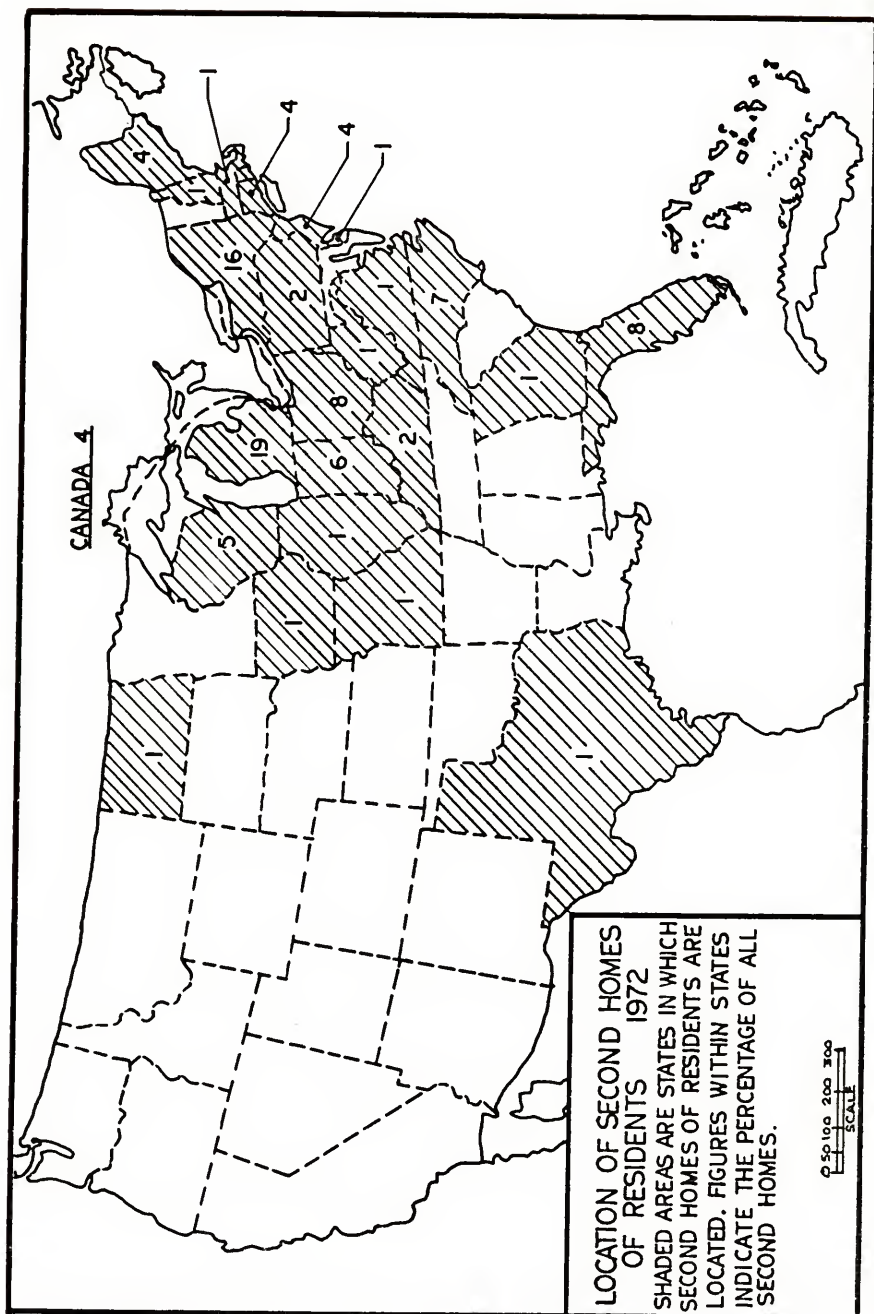 CANADA 4
1
4
4
1
4
1
16
2
1
1
7
8
1
8
6
2
19
5
1
1
1
1
1
LOCATION OF SECOND HOMES
OF RESIDENTS 1972
SHADED AREAS ARE STATES IN WHICH
SECOND HOMES OF RESIDENTS ARE
LOCATED. FIGURES WITHIN STATES
INDICATE THE PERCENTAGE OF ALL
SECOND HOMES.
0 50 100 200 300
SCALE